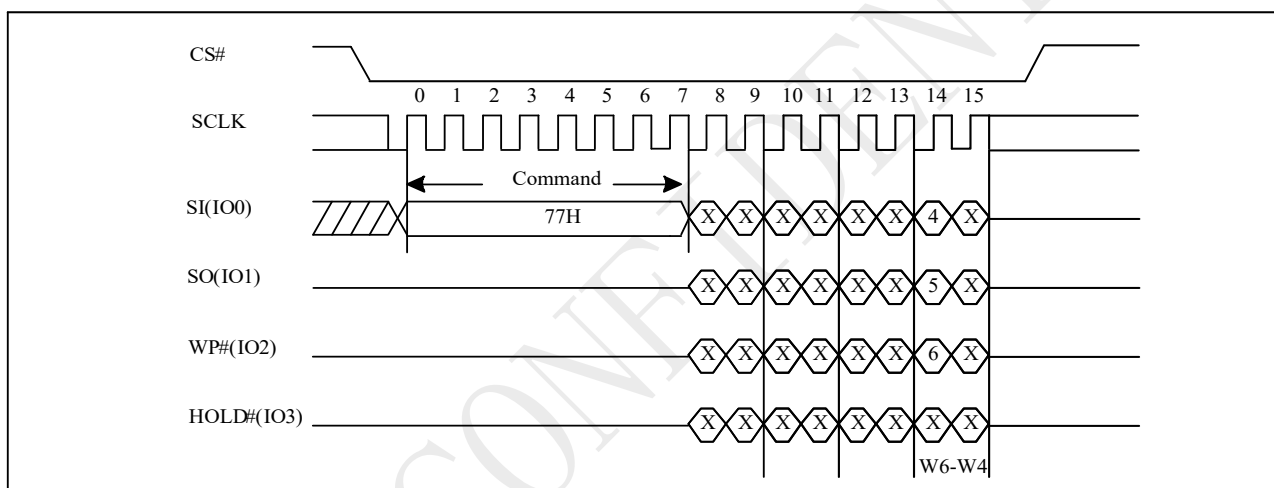 CS#
0 1 2 3 4 5 6 7 8 9 10 11 12 13 14 15
SCLK
Command
SI(IO0) 77H X X X X X X 4 X
SO(IO1) X X X X X X 5 X
WP#(IO2) X X X X X X 6 X
HOLD#(IO3) X X X X X X X X
W6-W4
CONFIDEN